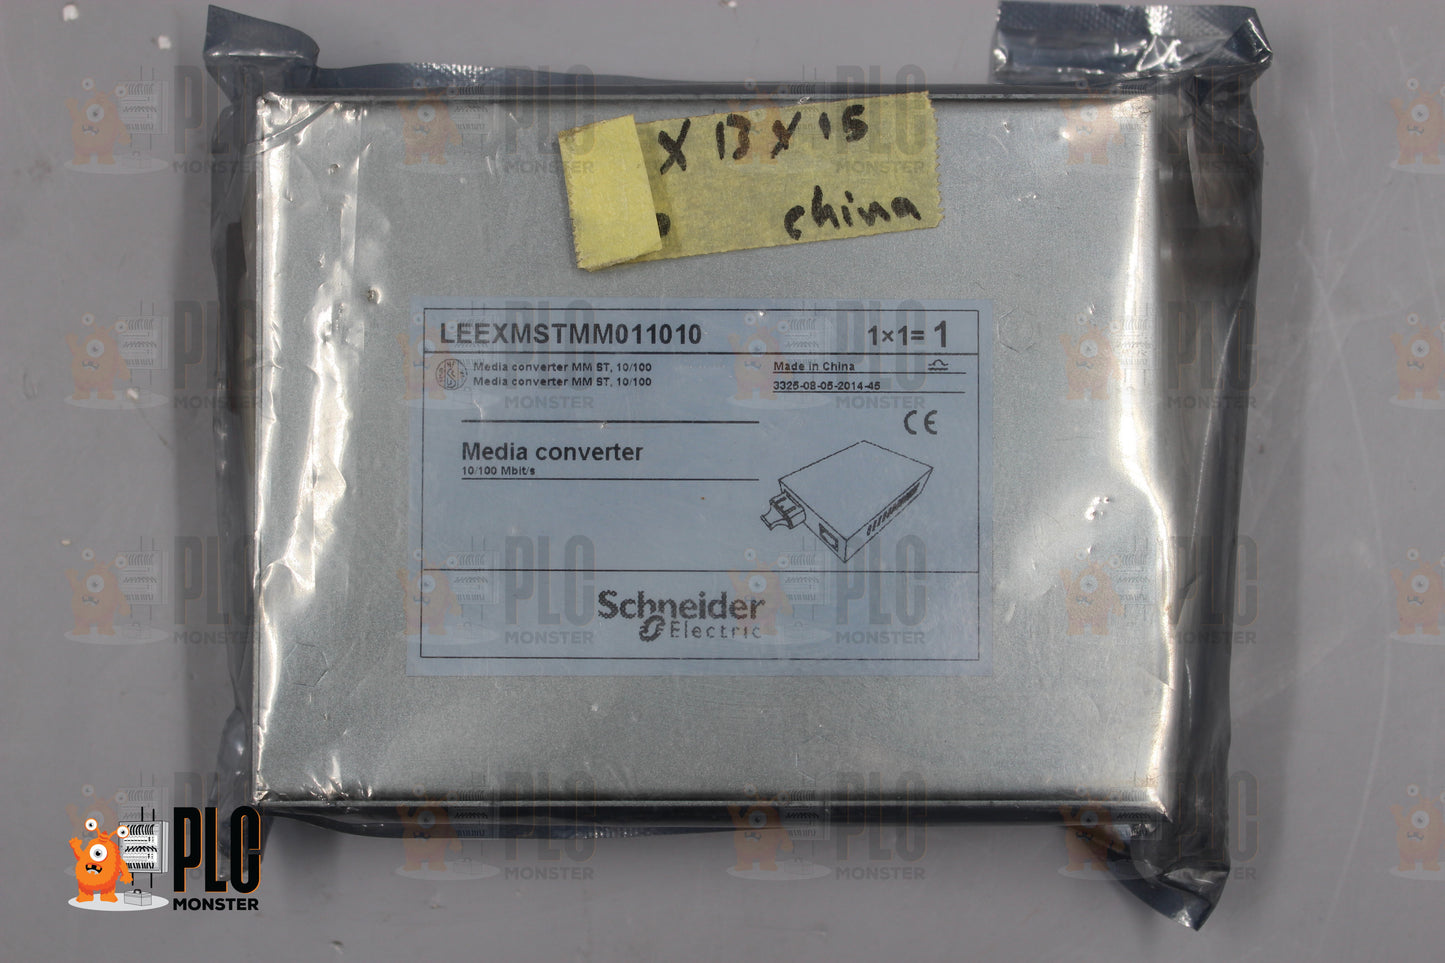 X 13 X 15
china
LEEXMSTMM011010 1×1= 1
Media converter MM ST, 10/100
Media converter MM ST, 10/100
Made in China
3325-08-05-2014-45
CE
Media converter
10/100 Mbit/s
Schneider
Electric
PLC
MONSTER